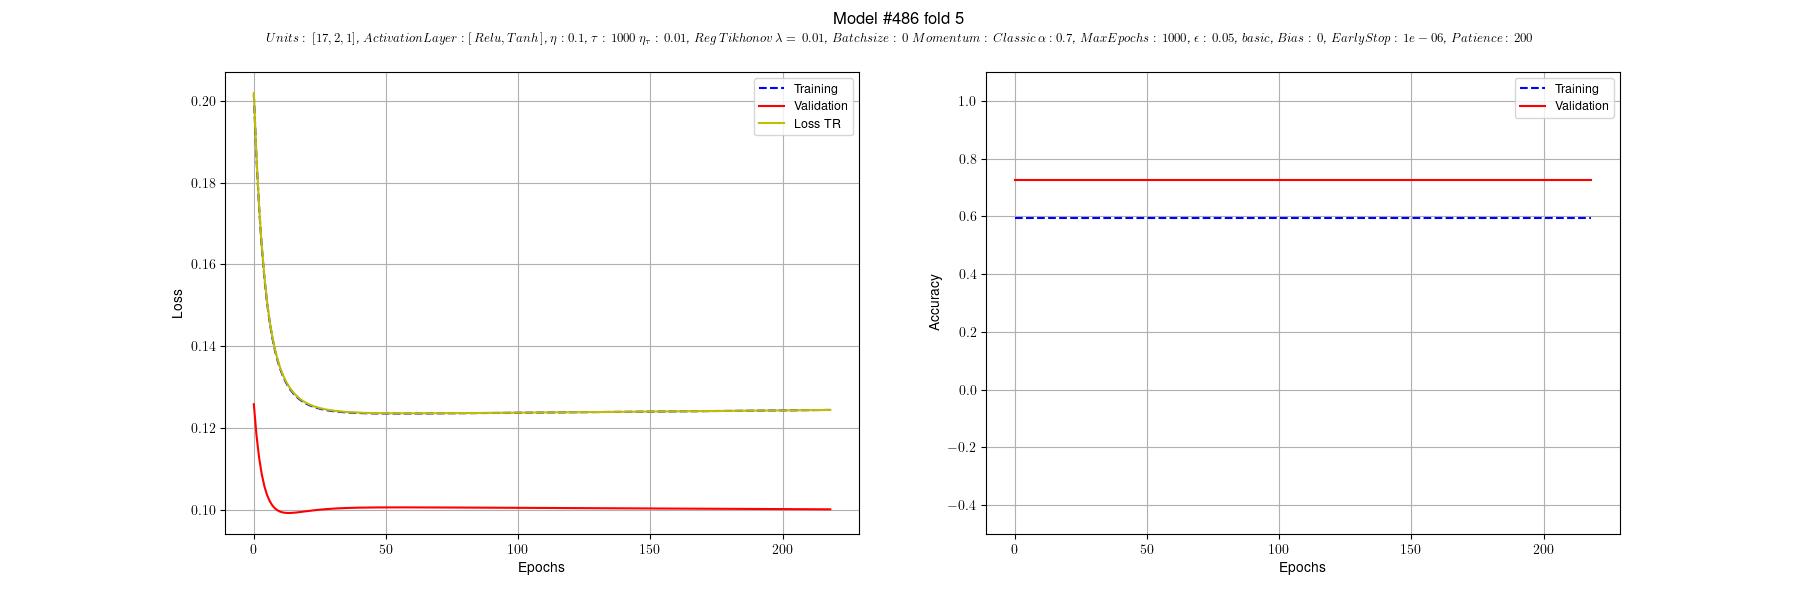 Model #486 fold 5
Units : [17, 2, 1], ActivationLayer : [ Relu, Tanh], η : 0.1, τ : 1000 η_τ : 0.01, Reg Tikhonov λ = 0.01, Batchsize : 0 Momentum : Classic α : 0.7, MaxEpochs : 1000, ϵ : 0.05, basic, Bias : 0, EarlyStop : 1e − 06, Patience : 200
Loss
0.20
0.18
0.16
0.14
0.12
0.10
Training
Validation
Loss TR
0
50
100
150
200
Epochs
Accuracy
1.0
0.8
0.6
0.4
0.2
0.0
−0.2
−0.4
Training
Validation
0
50
100
150
200
Epochs